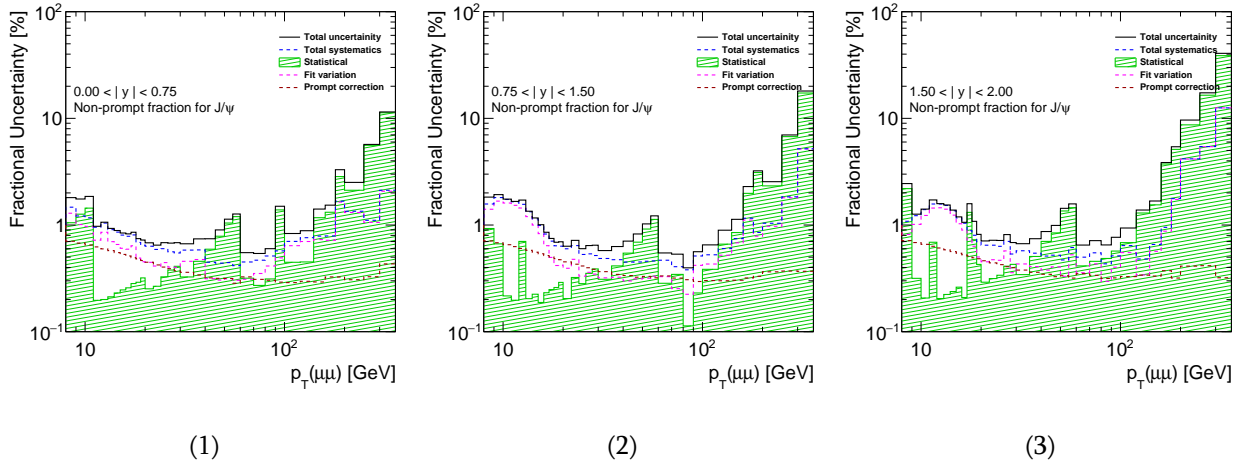 Fractional Uncertainty [%]
10²
10
1
10⁻¹
Total uncertainty
Total systematics
Statistical
Fit variation
Prompt correction
0.00 < | y | < 0.75
Non-prompt fraction for J/ψ
10
10²
p_T(μμ) [GeV]
(1)
Fractional Uncertainty [%]
10²
10
1
10⁻¹
Total uncertainty
Total systematics
Statistical
Fit variation
Prompt correction
0.75 < | y | < 1.50
Non-prompt fraction for J/ψ
10
10²
p_T(μμ) [GeV]
(2)
Fractional Uncertainty [%]
10²
10
1
10⁻¹
Total uncertainty
Total systematics
Statistical
Fit variation
Prompt correction
1.50 < | y | < 2.00
Non-prompt fraction for J/ψ
10
10²
p_T(μμ) [GeV]
(3)